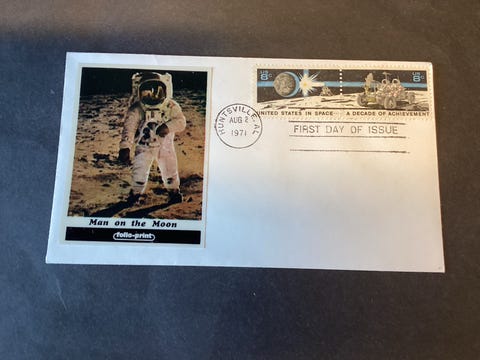 US 8c
US 8c
UNITED STATES IN SPACE... A DECADE OF ACHIEVEMENT
HUNTSVILLE, AL
AUG 2
1971
FIRST DAY OF ISSUE
Man on the Moon
folio-print